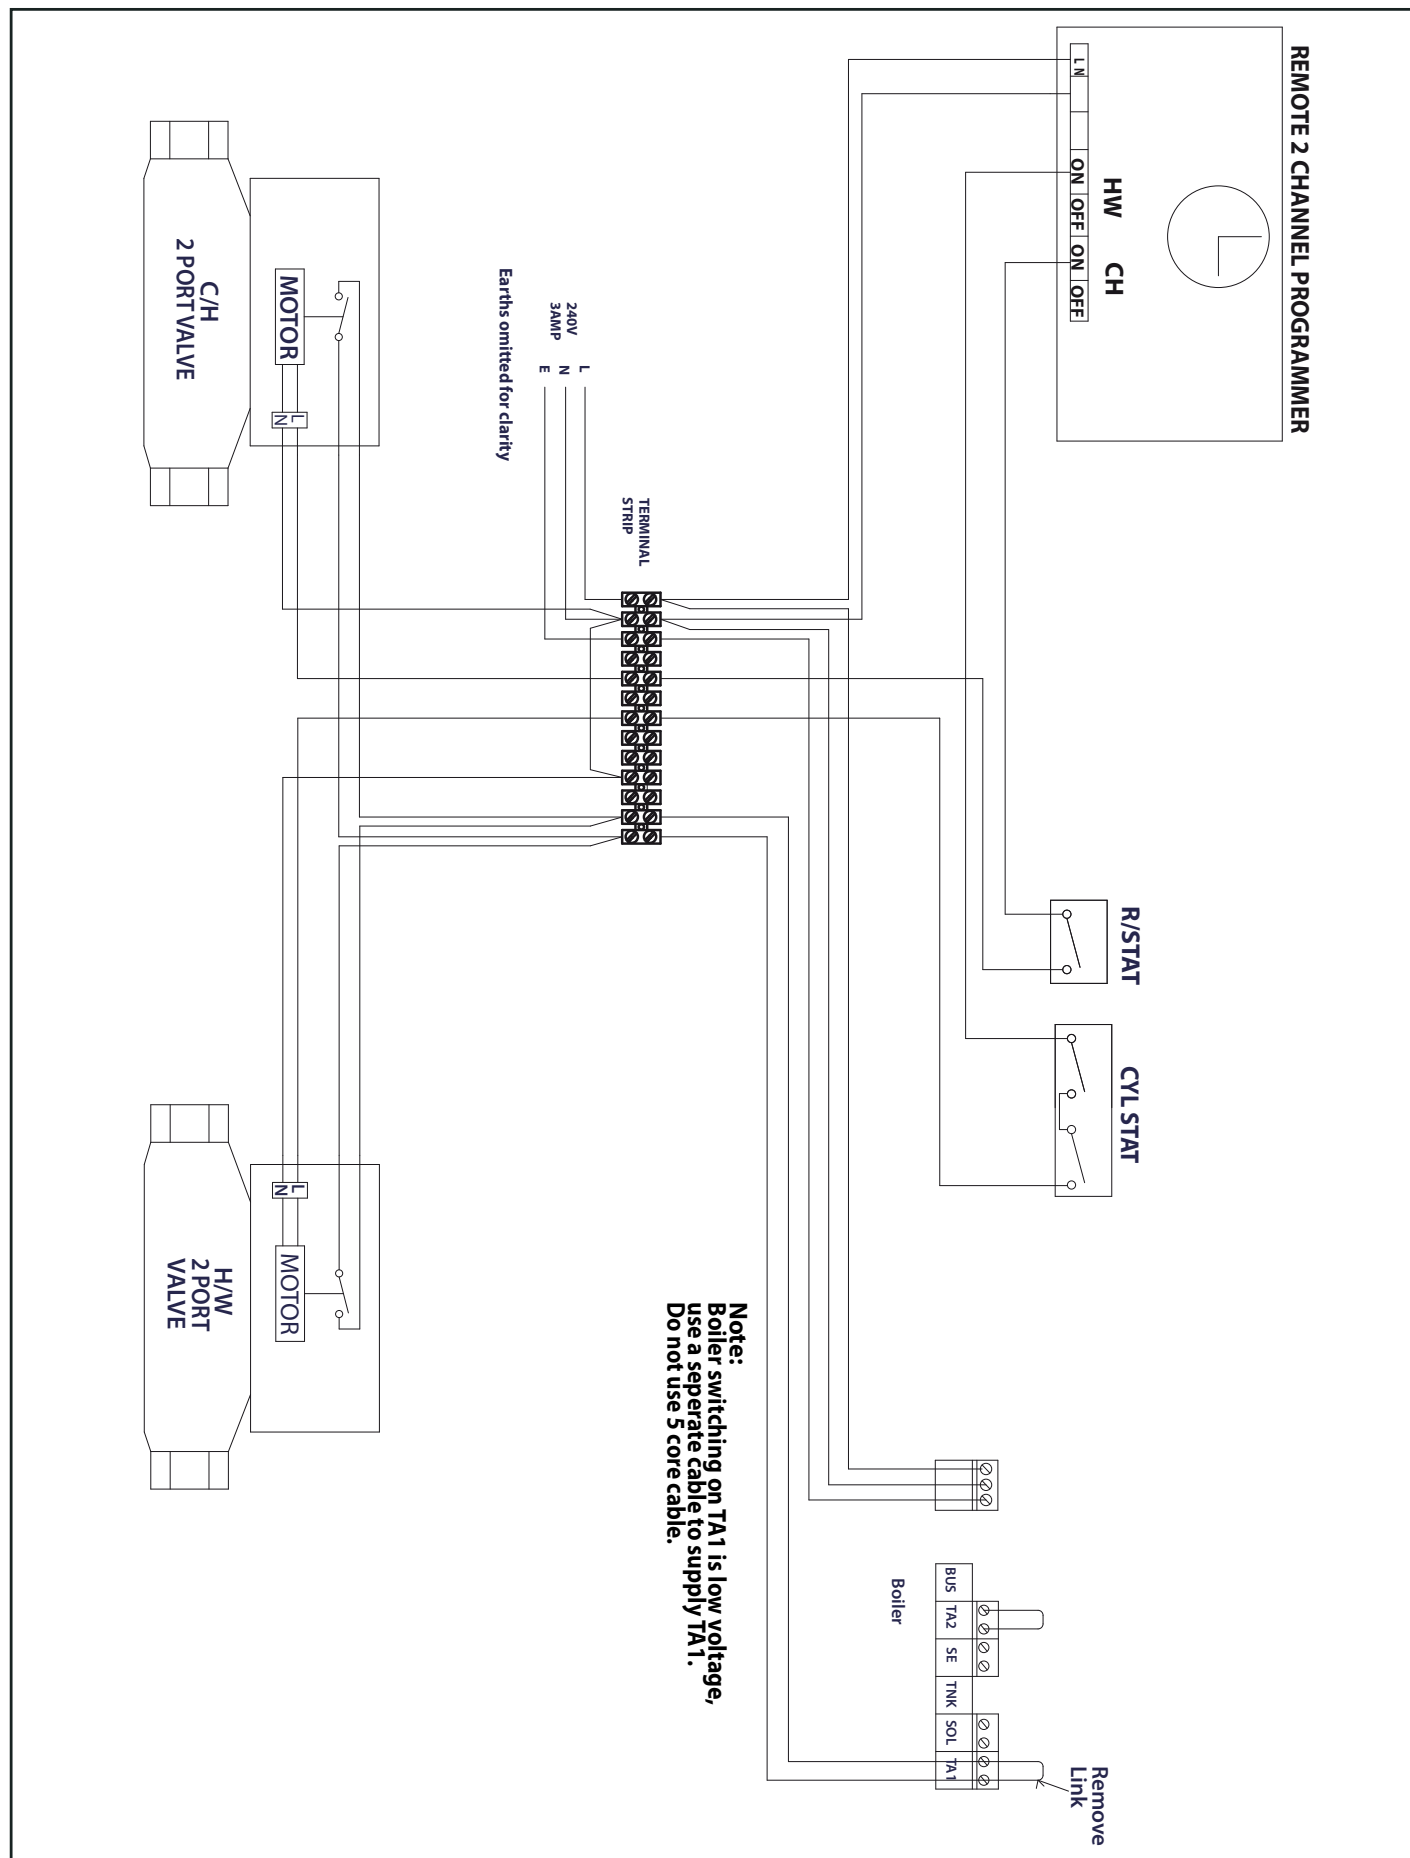 REMOTE 2 CHANNEL PROGRAMMER
L N
ON
OFF
ON
OFF
HW
CH
R/STAT
CYL STAT
C/H
2 PORT VALVE
MOTOR
L
N
Earths omitted for clarity
240V
3AMP
L
N
E
TERMINAL
STRIP
H/W
2 PORT
VALVE
L
N
MOTOR
Note:
Boiler switching on TA1 is low voltage,
use a seperate cable to supply TA1.
Do not use 5 core cable.
Boiler
BUS
TA2
SE
TNK
SOL
TA1
Remove
Link